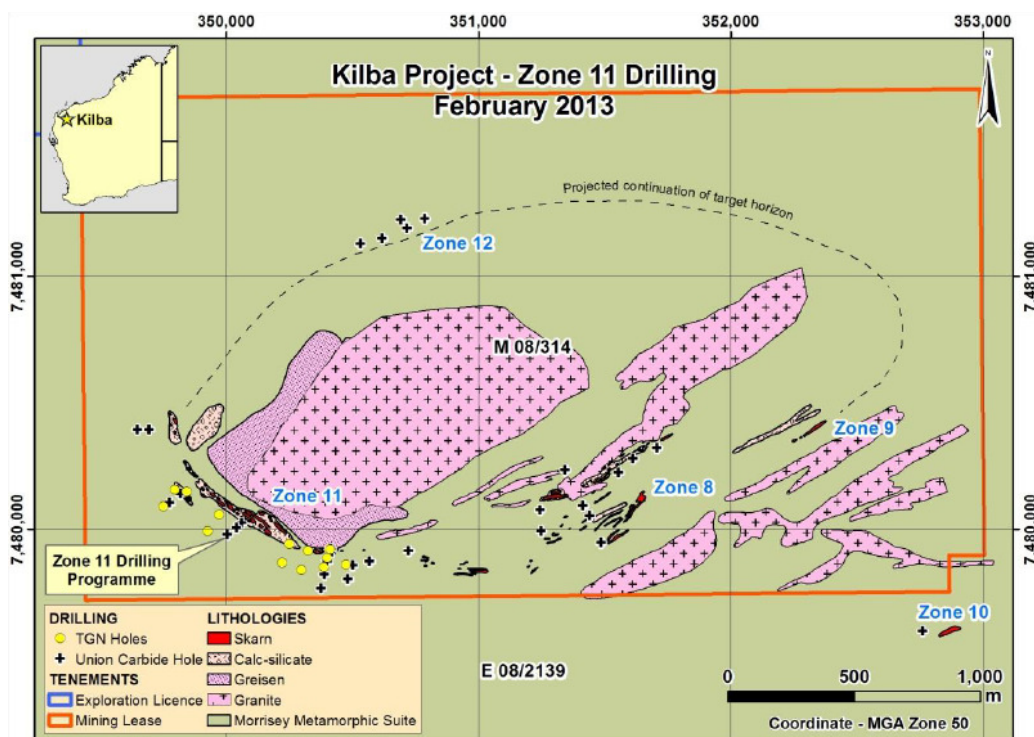 350,000
351,000
352,000
353,000
Kilba Project - Zone 11 Drilling
February 2013
N
Kilba
Projected continuation of target horizon
Zone 12
7,481,000
7,481,000
M 08/314
Zone 9
Zone 11
Zone 8
7,480,000
7,480,000
Zone 11 Drilling
Programme
Zone 10
DRILLING
TGN Holes
Union Carbide Hole
TENEMENTS
Exploration Licence
Mining Lease
LITHOLOGIES
Skarn
Calc-silicate
Greisen
Granite
Morrisey Metamorphic Suite
E 08/2139
0 500 1,000
m
Coordinate - MGA Zone 50